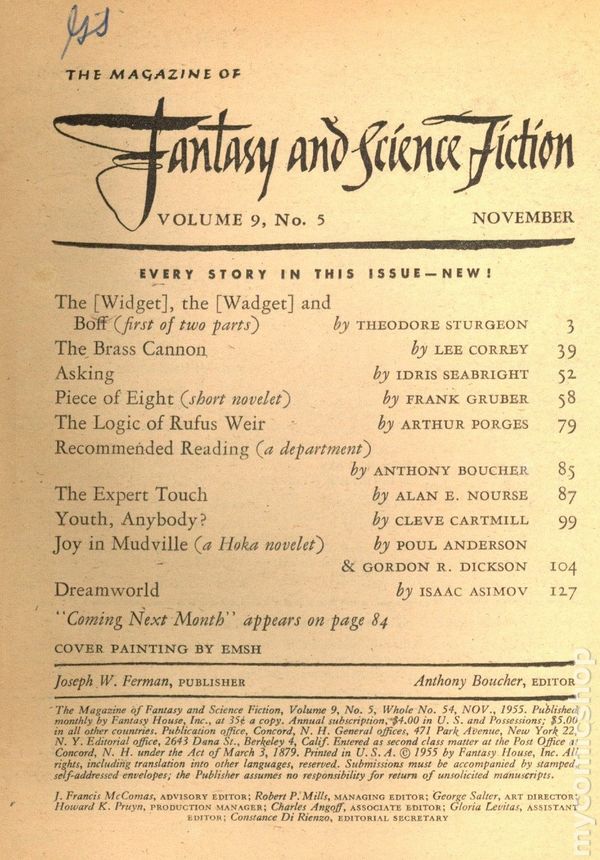 THE MAGAZINE OF
Fantasy and Science Fiction
VOLUME 9, No. 5 NOVEMBER
EVERY STORY IN THIS ISSUE—NEW!
The [Widget], the [Wadget] and
Boff (first of two parts) by THEODORE STURGEON 3
The Brass Cannon by LEE CORREY 39
Asking by IDRIS SEABRIGHT 52
Piece of Eight (short novelet) by FRANK GRUBER 58
The Logic of Rufus Weir by ARTHUR PORGES 79
Recommended Reading (a department)
by ANTHONY BOUCHER 85
The Expert Touch by ALAN E. NOURSE 87
Youth, Anybody? by CLEVE CARTMILL 99
Joy in Mudville (a Hoka novelet) by POUL ANDERSON
& GORDON R. DICKSON 104
Dreamworld by ISAAC ASIMOV 127
"Coming Next Month" appears on page 84
COVER PAINTING BY EMSH
Joseph W. Ferman, PUBLISHER Anthony Boucher, EDITOR
The Magazine of Fantasy and Science Fiction, Volume 9, No. 5, Whole No. 54, NOV., 1955. Published
monthly by Fantasy House, Inc., at 35¢ a copy. Annual subscription, $4.00 in U. S. and Possessions; $5.00
in all other countries. Publication office, Concord, N. H. General offices, 471 Park Avenue, New York 22,
N. Y. Editorial office, 2643 Dana St., Berkeley 4, Calif. Entered as second class matter at the Post Office at
Concord, N. H. under the Act of March 3, 1879. Printed in U. S. A. © 1955 by Fantasy House, Inc. All
rights, including translation into other languages, reserved. Submissions must be accompanied by stamped,
self-addressed envelopes; the Publisher assumes no responsibility for return of unsolicited manuscripts.
J. Francis McComas, ADVISORY EDITOR; Robert P. Mills, MANAGING EDITOR; George Salter, ART DIRECTOR
Howard K. Pruyn, PRODUCTION MANAGER; Charles Angoff, ASSOCIATE EDITOR; Gloria Levitas, ASSISTANT
EDITOR; Constance Di Rienzo, EDITORIAL SECRETARY
mycomicshop